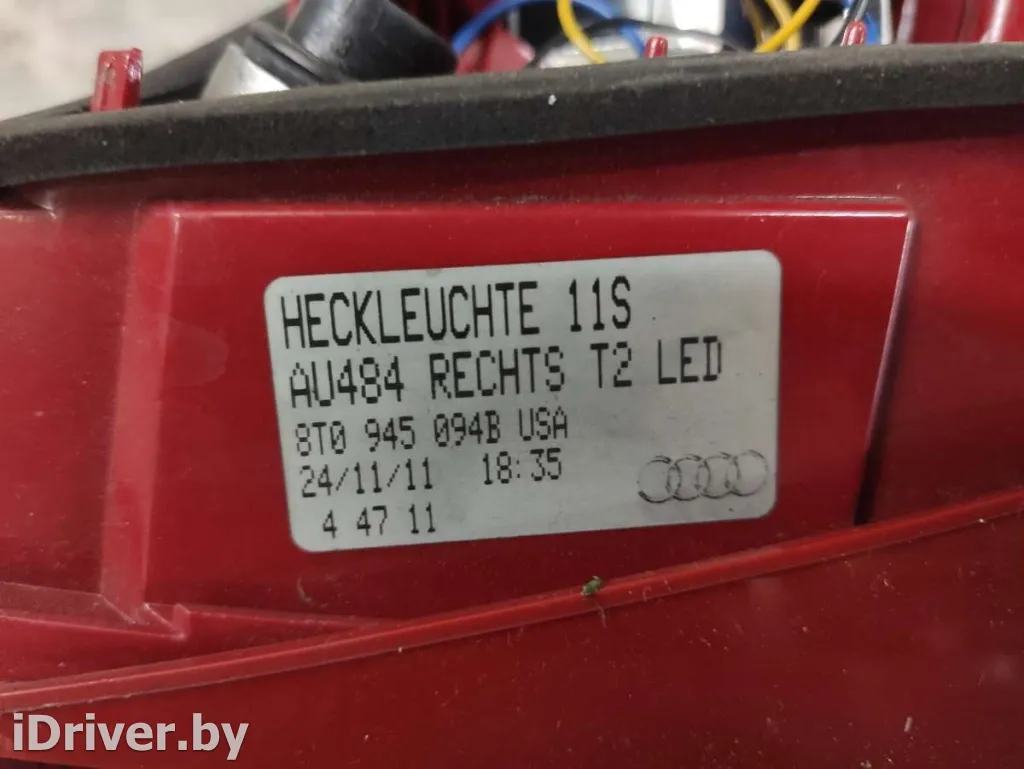 HECKLEUCHTE 11S
AU484 RECHTS T2 LED
8T0 945 094B USA
24/11/11 18:35
4 47 11
iDriver.by